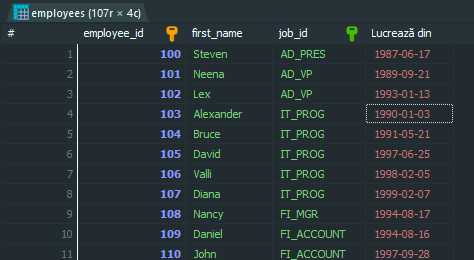 employees (107r × 4c)
# employee_id first_name job_id Lucrează din
1 100 Steven AD_PRES 1987-06-17
2 101 Neena AD_VP 1989-09-21
3 102 Lex AD_VP 1993-01-13
4 103 Alexander IT_PROG 1990-01-03
5 104 Bruce IT_PROG 1991-05-21
6 105 David IT_PROG 1997-06-25
7 106 Valli IT_PROG 1998-02-05
8 107 Diana IT_PROG 1999-02-07
9 108 Nancy FI_MGR 1994-08-17
10 109 Daniel FI_ACCOUNT 1994-08-16
11 110 John FI_ACCOUNT 1997-09-28